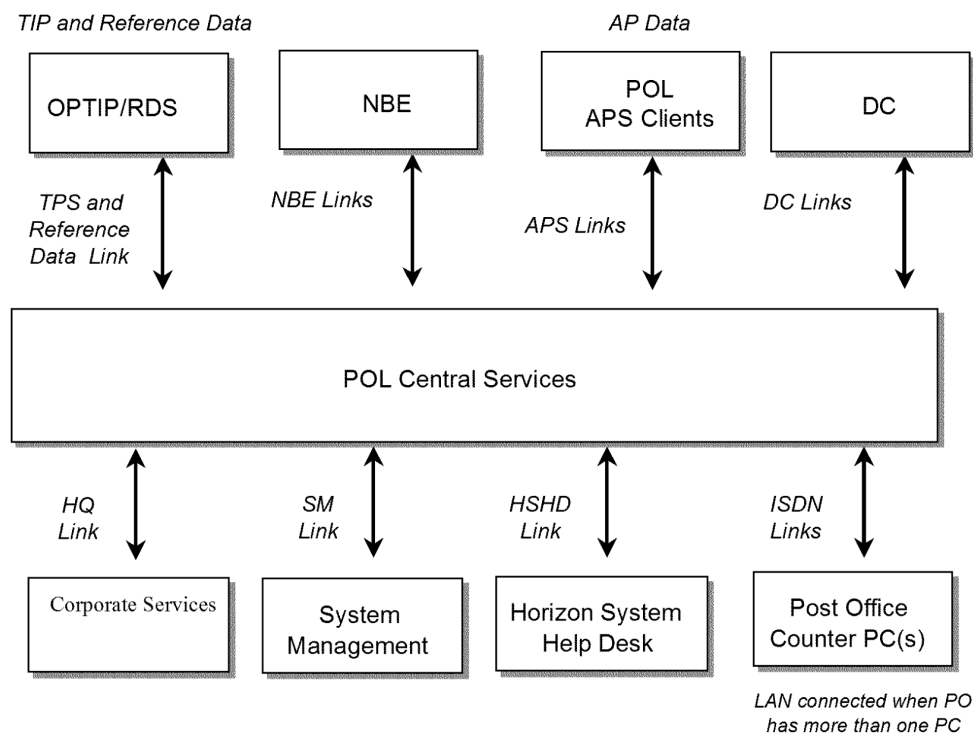 TIP and Reference Data
AP Data
OPTIP/RDS
NBE
POL
APS Clients
DC
TPS and
Reference
Data Link
NBE Links
APS Links
DC Links
POL Central Services
HQ
Link
SM
Link
HSHD
Link
ISDN
Links
Corporate Services
System
Management
Horizon System
Help Desk
Post Office
Counter PC(s)
LAN connected when PO
has more than one PC